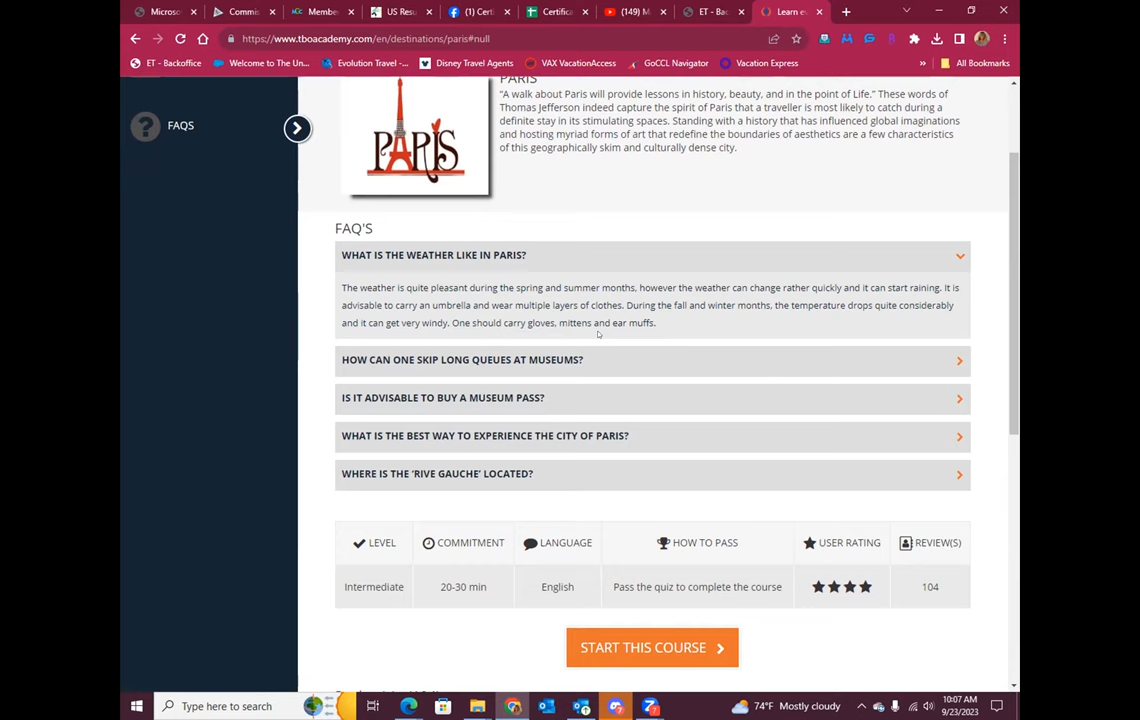 Microso
Commis
Member
US Resu
(1) Certi
Certifica
(149) M
ET - Bac
Learn e
https://www.tboacademy.com/en/destinations/paris#null
ET - Backoffice
Welcome to The Un...
Evolution Travel -...
Disney Travel Agents
VAX VacationAccess
GoCCL Navigator
Vacation Express
»
All Bookmarks
FAQS
PARIS
PARIS
“A walk about Paris will provide lessons in history, beauty, and in the point of Life.” These words of
Thomas Jefferson indeed capture the spirit of Paris that a traveller is most likely to catch during a
definite stay in its stimulating spaces. Standing with a history that has influenced global imaginations
and hosting myriad forms of art that redefine the boundaries of aesthetics are a few characteristics
of this geographically skim and culturally dense city.
FAQ'S
WHAT IS THE WEATHER LIKE IN PARIS?
The weather is quite pleasant during the spring and summer months, however the weather can change rather quickly and it can start raining. It is
advisable to carry an umbrella and wear multiple layers of clothes. During the fall and winter months, the temperature drops quite considerably
and it can get very windy. One should carry gloves, mittens and ear muffs.
HOW CAN ONE SKIP LONG QUEUES AT MUSEUMS?
IS IT ADVISABLE TO BUY A MUSEUM PASS?
WHAT IS THE BEST WAY TO EXPERIENCE THE CITY OF PARIS?
WHERE IS THE ‘RIVE GAUCHE’ LOCATED?
LEVEL COMMITMENT LANGUAGE HOW TO PASS USER RATING REVIEW(S)
Intermediate 20-30 min English Pass the quiz to complete the course 104
START THIS COURSE
Type here to search
74°F Mostly cloudy
10:07 AM
9/23/2023